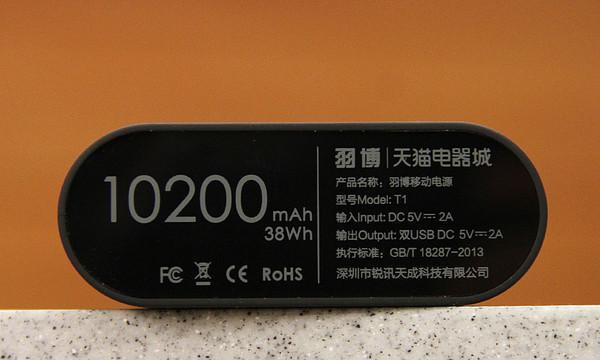 10200mAh
38Wh
FC CE RoHS
羽博|天猫电器城
产品名称：羽博移动电源
型号Model: T1
输入Input: DC 5V⎓2A
输出Output: 双USB DC 5V⎓2A
执行标准：GB/T 18287-2013
深圳市锐讯天成科技有限公司